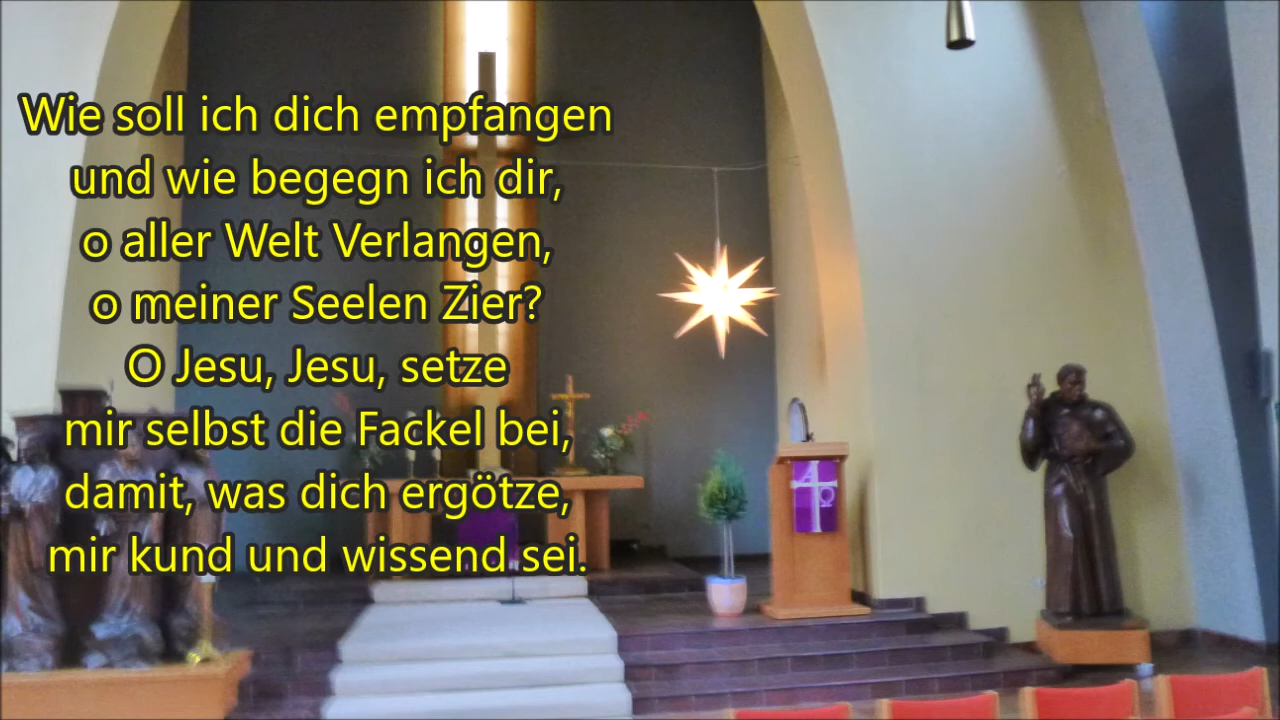 Wie soll ich dich empfangen
und wie begegn ich dir,
o aller Welt Verlangen,
o meiner Seelen Zier?
O Jesu, Jesu, setze
mir selbst die Fackel bei,
damit, was dich ergötze,
mir kund und wissend sei.
Α
Ω